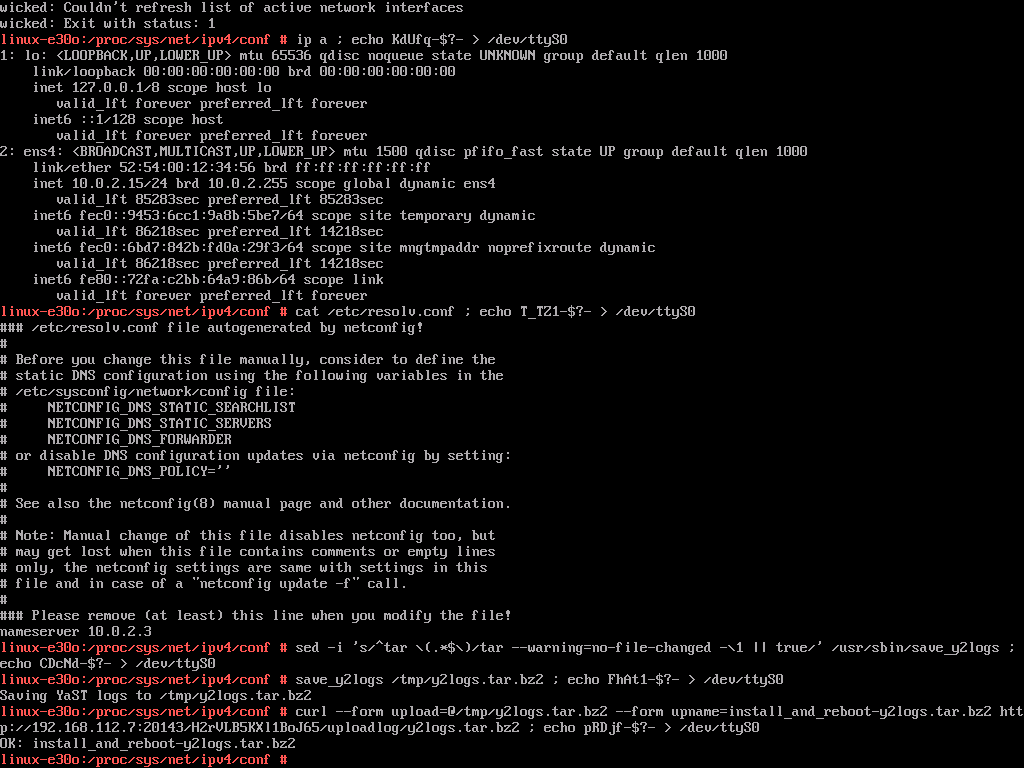 wicked: Couldn't refresh list of active network interfaces
wicked: Exit with status: 1
linux-e30o:/proc/sys/net/ipv4/conf # ip a ; echo KdUfq-$?- > /dev/ttyS0
1: lo: <LOOPBACK,UP,LOWER_UP> mtu 65536 qdisc noqueue state UNKNOWN group default qlen 1000
    link/loopback 00:00:00:00:00:00 brd 00:00:00:00:00:00
    inet 127.0.0.1/8 scope host lo
       valid_lft forever preferred_lft forever
    inet6 ::1/128 scope host
       valid_lft forever preferred_lft forever
2: ens4: <BROADCAST,MULTICAST,UP,LOWER_UP> mtu 1500 qdisc pfifo_fast state UP group default qlen 1000
    link/ether 52:54:00:12:34:56 brd ff:ff:ff:ff:ff:ff
    inet 10.0.2.15/24 brd 10.0.2.255 scope global dynamic ens4
       valid_lft 85283sec preferred_lft 85283sec
    inet6 fec0::9453:6cc1:9a8b:5be7/64 scope site temporary dynamic
       valid_lft 86218sec preferred_lft 14218sec
    inet6 fec0::6bd7:842b:fd0a:29f3/64 scope site mngtmpaddr noprefixroute dynamic
       valid_lft 86218sec preferred_lft 14218sec
    inet6 fe80::72fa:c2bb:64a9:86b/64 scope link
       valid_lft forever preferred_lft forever
linux-e30o:/proc/sys/net/ipv4/conf # cat /etc/resolv.conf ; echo T_TZ1-$?- > /dev/ttyS0
### /etc/resolv.conf file autogenerated by netconfig!
#
# Before you change this file manually, consider to define the
# static DNS configuration using the following variables in the
# /etc/sysconfig/network/config file:
#     NETCONFIG_DNS_STATIC_SEARCHLIST
#     NETCONFIG_DNS_STATIC_SERVERS
#     NETCONFIG_DNS_FORWARDER
# or disable DNS configuration updates via netconfig by setting:
#     NETCONFIG_DNS_POLICY=''
#
# See also the netconfig(8) manual page and other documentation.
#
# Note: Manual change of this file disables netconfig too, but
# may get lost when this file contains comments or empty lines
# only, the netconfig settings are same with settings in this
# file and in case of a "netconfig update -f" call.
#
### Please remove (at least) this line when you modify the file!
nameserver 10.0.2.3
linux-e30o:/proc/sys/net/ipv4/conf # sed -i 's/^tar \(.*$\)/tar --warning=no-file-changed -\1 || true/' /usr/sbin/save_y2logs ;
echo CDcNd-$?- > /dev/ttyS0
linux-e30o:/proc/sys/net/ipv4/conf # save_y2logs /tmp/y2logs.tar.bz2 ; echo FhAt1-$?- > /dev/ttyS0
Saving YaST logs to /tmp/y2logs.tar.bz2
linux-e30o:/proc/sys/net/ipv4/conf # curl --form upload=@/tmp/y2logs.tar.bz2 --form upname=install_and_reboot-y2logs.tar.bz2 htt
p://192.168.112.7:20143/H2rVLB5KXl1BoJ65/uploadlog/y2logs.tar.bz2 ; echo pRDjf-$?- > /dev/ttyS0
OK: install_and_reboot-y2logs.tar.bz2
linux-e30o:/proc/sys/net/ipv4/conf #